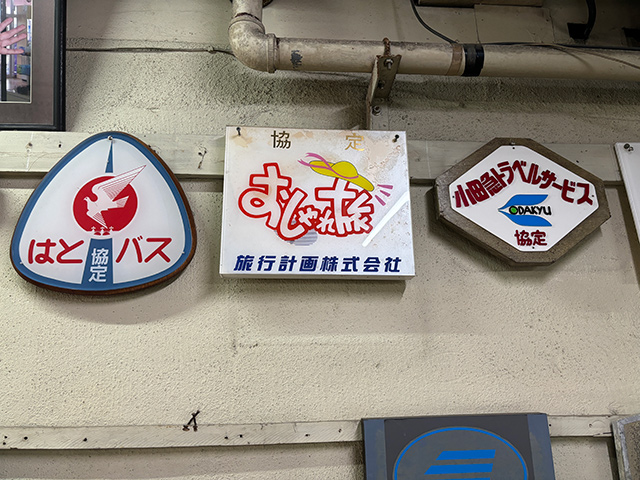 はとバス
協定
協定
おしゃれ旅
旅行計画株式会社
小田急トラベルサービス
ODAKYU
協定